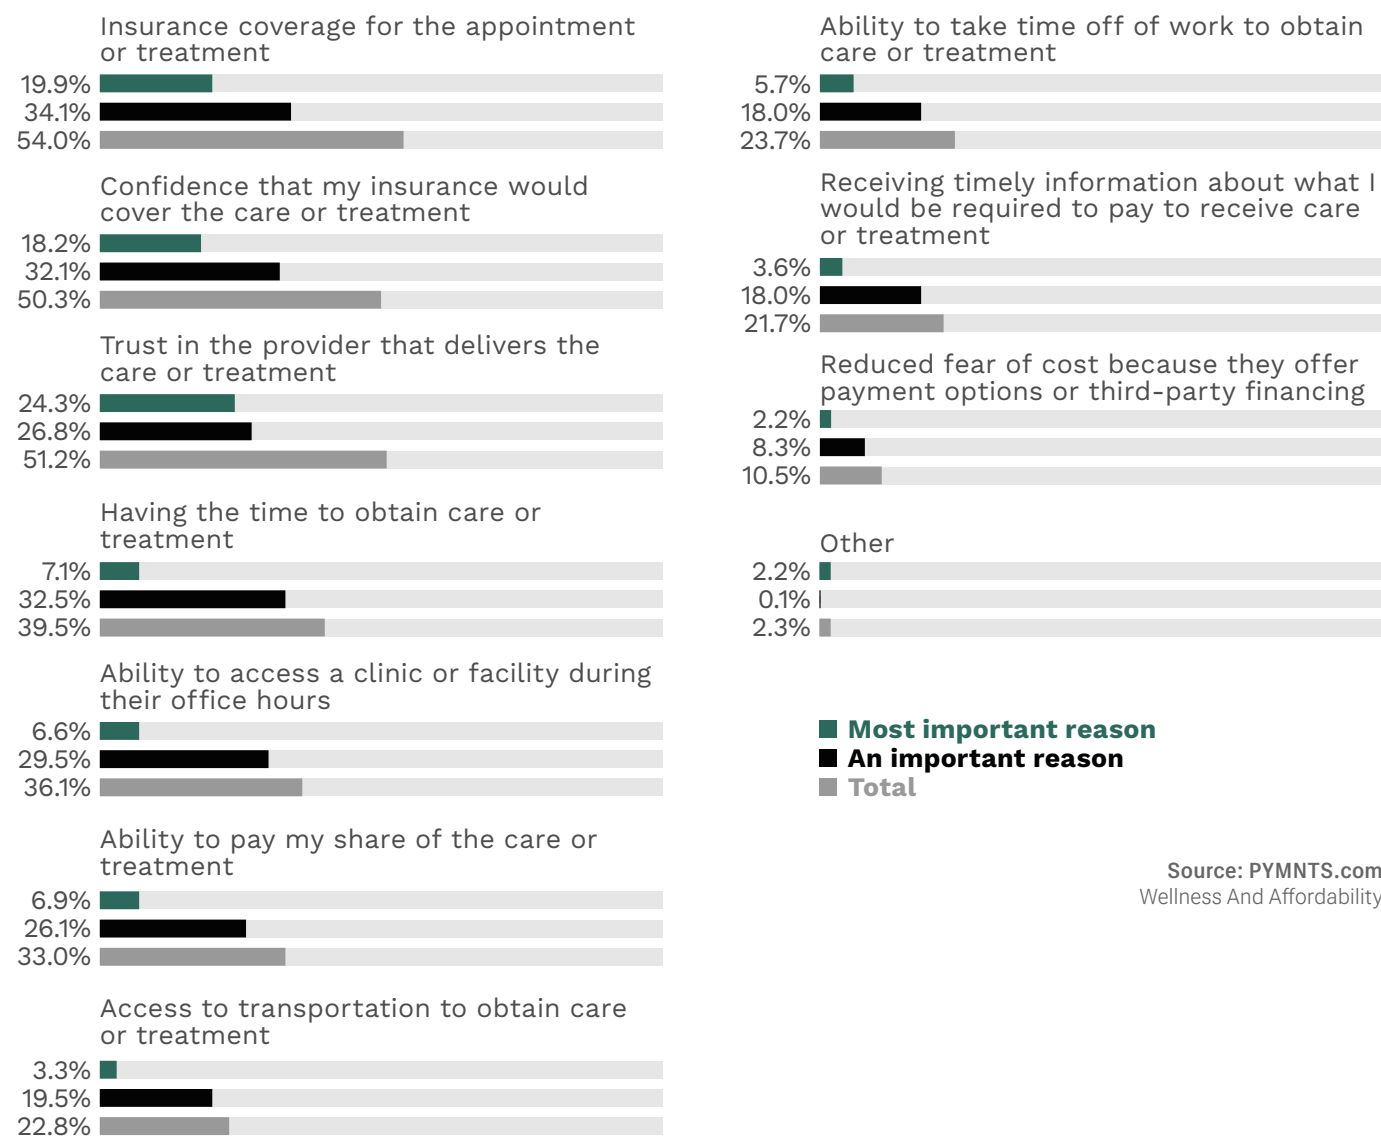 Insurance coverage for the appointment
or treatment
19.9%
34.1%
54.0%
Confidence that my insurance would
cover the care or treatment
18.2%
32.1%
50.3%
Trust in the provider that delivers the
care or treatment
24.3%
26.8%
51.2%
Having the time to obtain care or
treatment
7.1%
32.5%
39.5%
Ability to access a clinic or facility during
their office hours
6.6%
29.5%
36.1%
Ability to pay my share of the care or
treatment
6.9%
26.1%
33.0%
Access to transportation to obtain care
or treatment
3.3%
19.5%
22.8%
Ability to take time off of work to obtain
care or treatment
5.7%
18.0%
23.7%
Receiving timely information about what I
would be required to pay to receive care
or treatment
3.6%
18.0%
21.7%
Reduced fear of cost because they offer
payment options or third-party financing
2.2%
8.3%
10.5%
Other
2.2%
0.1%
2.3%
Most important reason
An important reason
Total
Source: PYMNTS.com
Wellness And Affordability